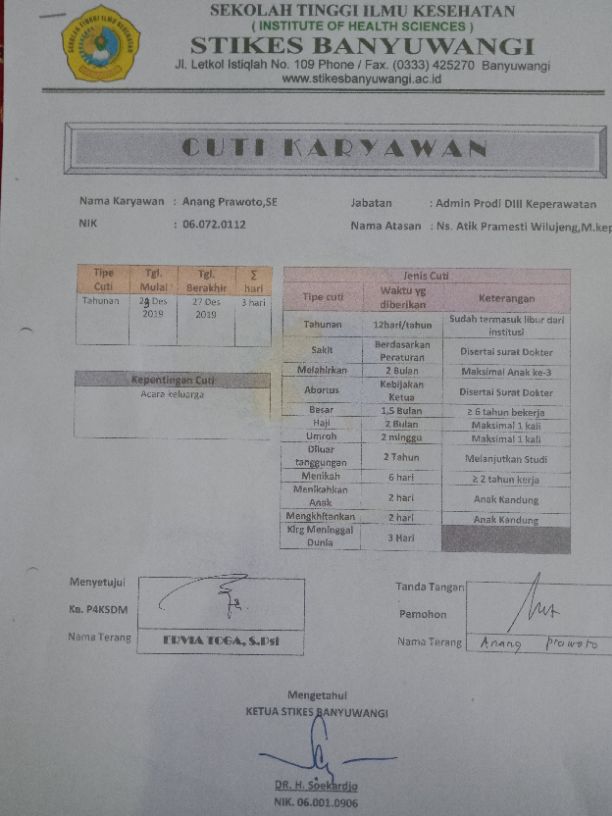 SEKOLAH TINGGI ILMU KESEHATAN
( INSTITUTE OF HEALTH SCIENCES )
STIKES BANYUWANGI
Jl. Letkol Istiqlah No. 109 Phone / Fax. (0333) 425270 Banyuwangi
www.stikesbanyuwangi.ac.id
CUTI KARYAWAN
Nama Karyawan : Anang Prawoto,SE
NIK : 06.072.0112
Jabatan : Admin Prodi DIII Keperawatan
Nama Atasan : Ns. Atik Pramesti Wilujeng,M.kep
Tipe Cuti Tgl. Mulai Tgl. Berakhir Σ hari
Tahunan 27 Des 2019 3 hari
2019
Kepentingan Cuti
Acara keluarga
Jenis Cuti
Tipe cuti Waktu yg diberikan Keterangan
Tahunan 12hari/tahun Sudah termasuk libur dari institusi
Sakit Berdasarkan Peraturan Disertai surat Dokter
Melahirkan 2 Bulan Maksimal Anak ke-3
Abortus Kebijakan Ketua Disertai Surat Dokter
Besar 1,5 Bulan ≥ 6 tahun bekerja
Haji 2 Bulan Maksimal 1 kali
Umroh 2 minggu Maksimal 1 kali
Diluar tanggungan 2 Tahun Melanjutkan Studi
Menikah 6 hari ≥ 2 tahun kerja
Menikahkan Anak 2 hari Anak Kandung
Mengkhitankan 2 hari Anak Kandung
Klrg Meninggal Dunia 3 Hari
Menyetujui
Ka. P4KSDM
Nama Terang ERVIA TOGA, S.Psi
Tanda Tangan
Pemohon
Nama Terang Anang prawoto
Mengetahui
KETUA STIKES BANYUWANGI
DR. H. Soekardjo
NIK. 06.001.0906